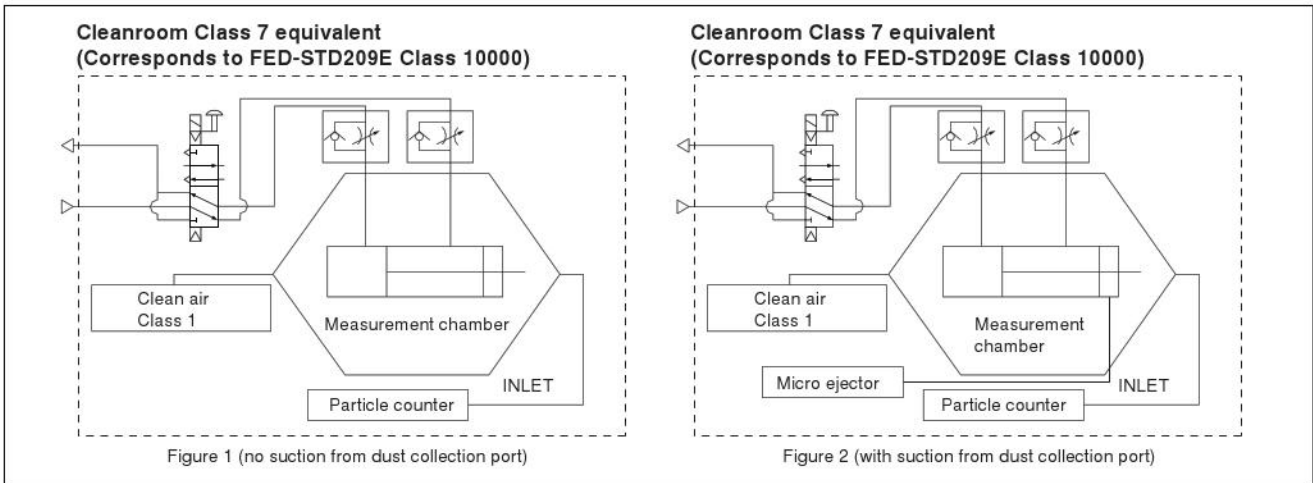 Cleanroom Class 7 equivalent
(Corresponds to FED-STD209E Class 10000)
Clean air
Class 1
Measurement chamber
INLET
Particle counter
Figure 1 (no suction from dust collection port)
Cleanroom Class 7 equivalent
(Corresponds to FED-STD209E Class 10000)
Clean air
Class 1
Measurement
chamber
Micro ejector
INLET
Particle counter
Figure 2 (with suction from dust collection port)